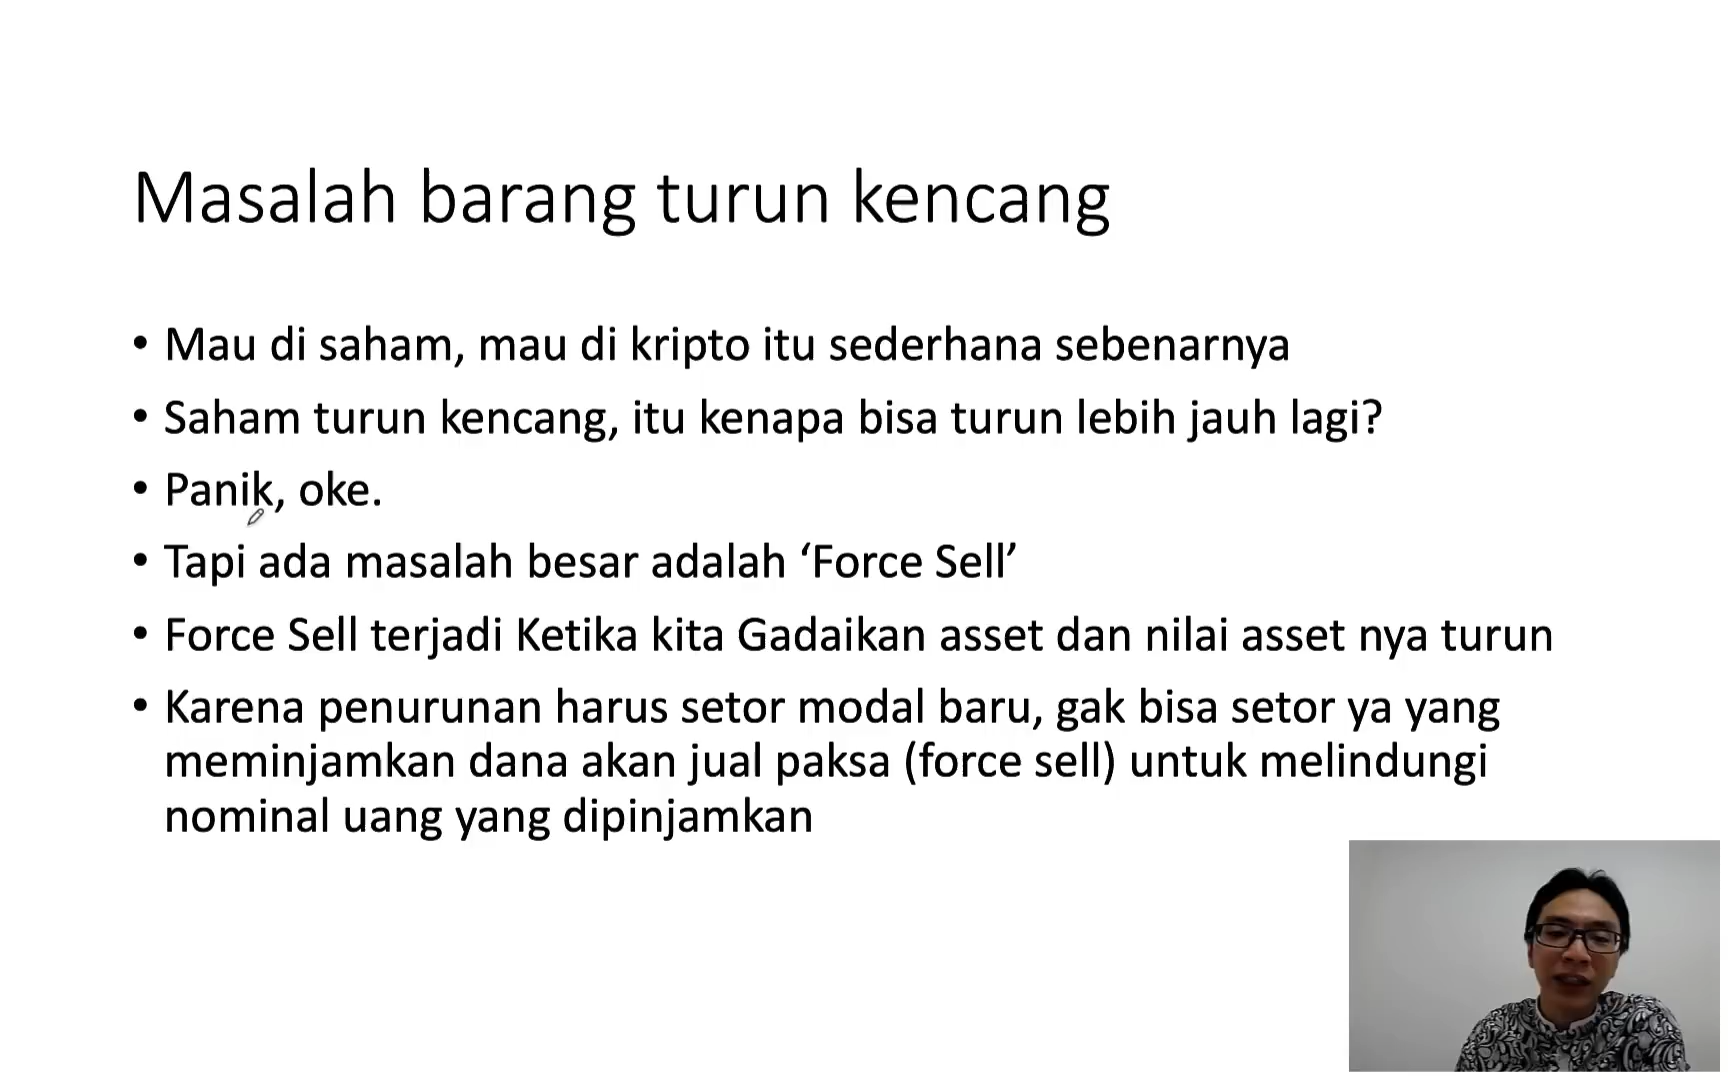 Masalah barang turun kencang
• Mau di saham, mau di kripto itu sederhana sebenarnya
• Saham turun kencang, itu kenapa bisa turun lebih jauh lagi?
• Panik, oke.
• Tapi ada masalah besar adalah ‘Force Sell’
• Force Sell terjadi Ketika kita Gadaikan asset dan nilai asset nya turun
• Karena penurunan harus setor modal baru, gak bisa setor ya yang
meminjamkan dana akan jual paksa (force sell) untuk melindungi
nominal uang yang dipinjamkan